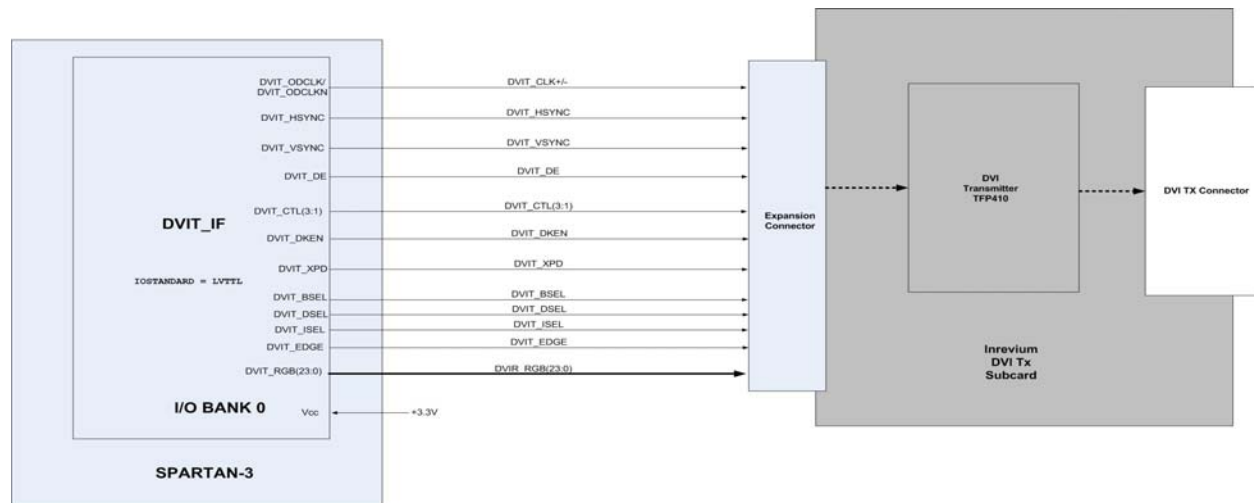 DVIT_ODCLK/
DVIT_ODCLKN
DVIT_CLK+/-
DVIT_HSYNC
DVIT_HSYNC
DVIT_VSYNC
DVIT_VSYNC
DVIT_DE
DVIT_DE
DVIT_CTL(3:1)
DVIT_CTL(3:1)
DVIT_IF
DVIT_DKEN
DVIT_DKEN
DVIT_XPD
DVIT_XPD
IOSTANDARD = LVTTL
DVIT_BSEL
DVIT_BSEL
DVIT_DSEL
DVIT_DSEL
DVIT_ISEL
DVIT_ISEL
DVIT_EDGE
DVIT_EDGE
DVIT_RGB(23:0)
DVIR_RGB(23:0)
I/O BANK 0
Vcc
+3.3V
SPARTAN-3
Expansion
Connector
DVI
Transmitter
TFP410
DVI TX Connector
Inrevium
DVI Tx
Subcard